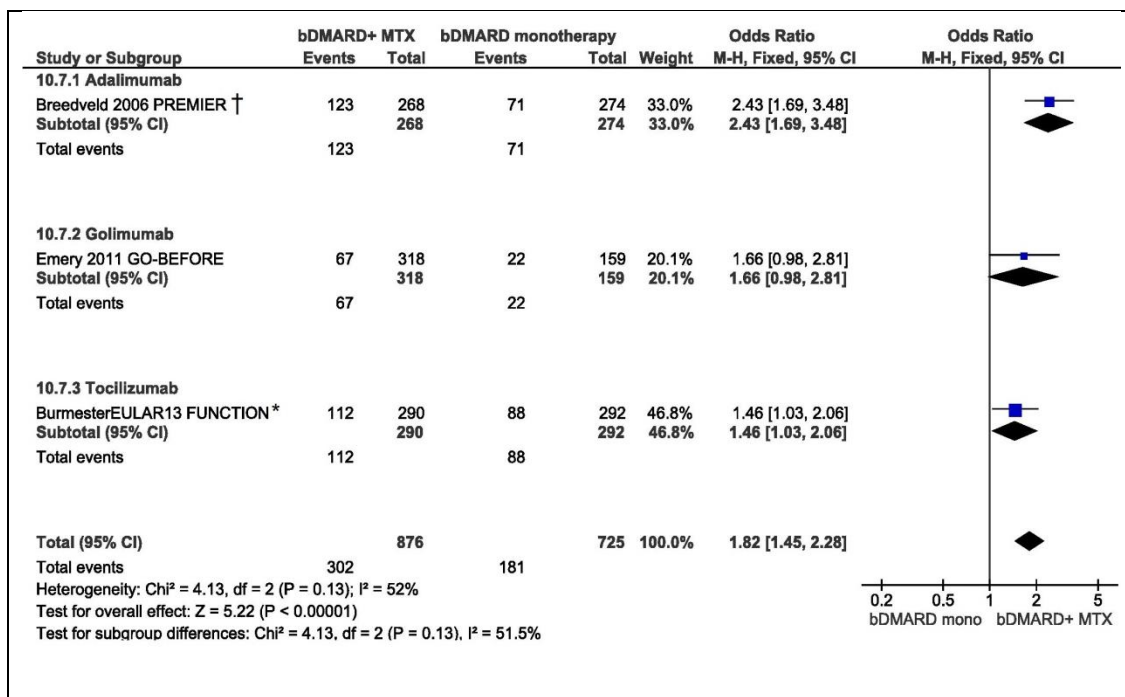 bDMARD+ MTX bDMARD monotherapy Odds Ratio Odds Ratio
Study or Subgroup Events Total Events Total Weight M-H, Fixed, 95% CI M-H, Fixed, 95% CI
10.7.1 Adalimumab
Breedveld 2006 PREMIER † 123 268 71 274 33.0% 2.43 [1.69, 3.48]
Subtotal (95% CI) 268 274 33.0% 2.43 [1.69, 3.48]
Total events 123 71
10.7.2 Golimumab
Emery 2011 GO-BEFORE 67 318 22 159 20.1% 1.66 [0.98, 2.81]
Subtotal (95% CI) 318 159 20.1% 1.66 [0.98, 2.81]
Total events 67 22
10.7.3 Tocilizumab
BurmesterEULAR13 FUNCTION * 112 290 88 292 46.8% 1.46 [1.03, 2.06]
Subtotal (95% CI) 290 292 46.8% 1.46 [1.03, 2.06]
Total events 112 88
Total (95% CI) 876 725 100.0% 1.82 [1.45, 2.28]
Total events 302 181
Heterogeneity: Chi² = 4.13, df = 2 (P = 0.13); I² = 52%
Test for overall effect: Z = 5.22 (P < 0.00001)
Test for subgroup differences: Chi² = 4.13, df = 2 (P = 0.13), I² = 51.5%
0.2 0.5 1 2 5
bDMARD mono bDMARD+ MTX